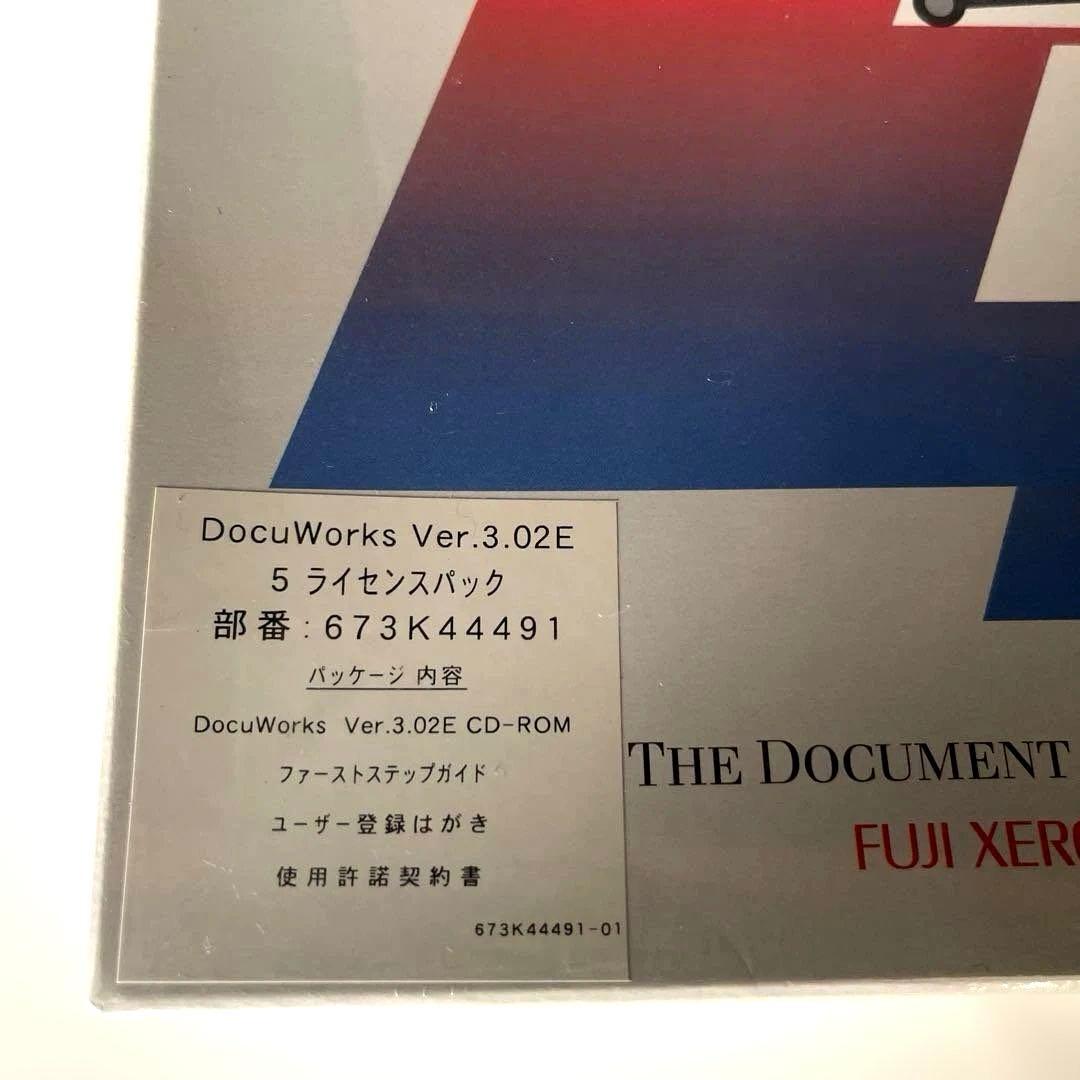 DocuWorks Ver.3.02E
5 ライセンスパック
部番:673K44491
パッケージ 内容
DocuWorks Ver.3.02E CD-ROM
ファーストステップガイド
ユーザー登録はがき
使用許諾契約書
673K44491-01
THE DOCUMENT
FUJI XERO